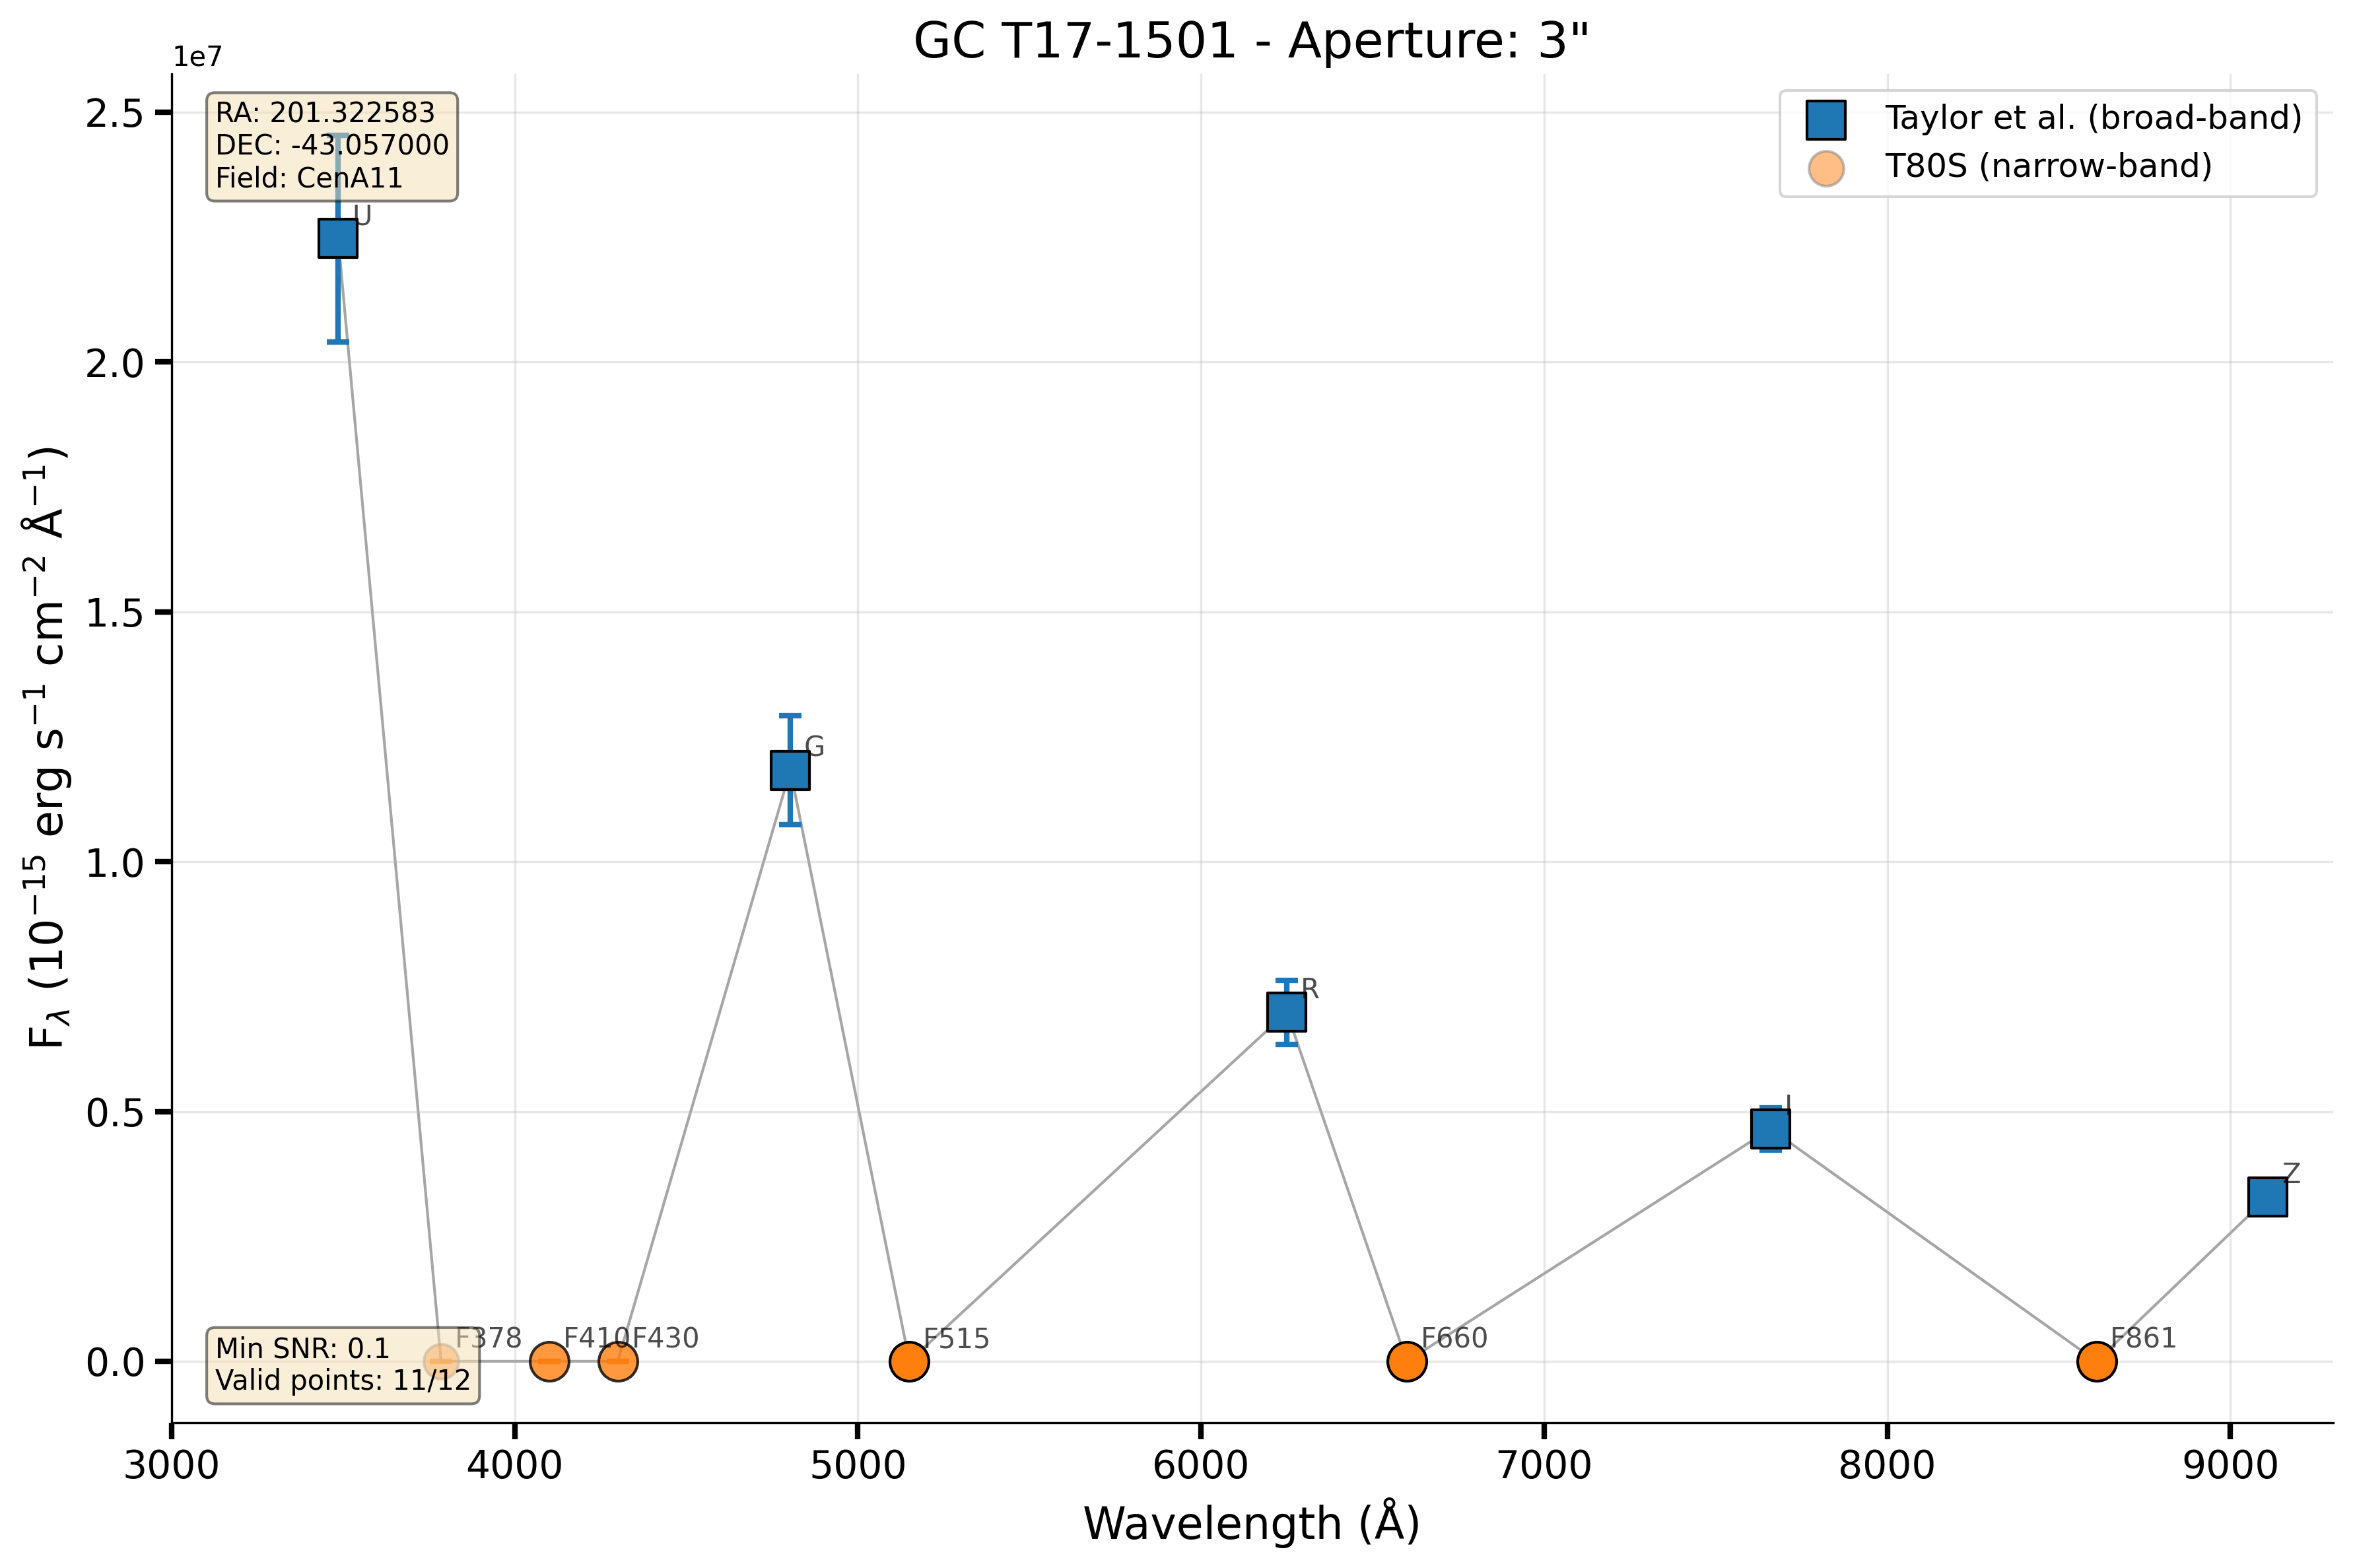 GC T17-1501 - Aperture: 3"
1e7
RA: 201.322583
DEC: -43.057000
Field: CenA11
Taylor et al. (broad-band)
T80S (narrow-band)
2.5
2.0
1.5
1.0
0.5
0.0
F_λ (10⁻¹⁵ erg s⁻¹ cm⁻² Å⁻¹)
U
G
R
I
Z
F378
F410
F430
F515
F660
F861
Min SNR: 0.1
Valid points: 11/12
3000 4000 5000 6000 7000 8000 9000
Wavelength (Å)